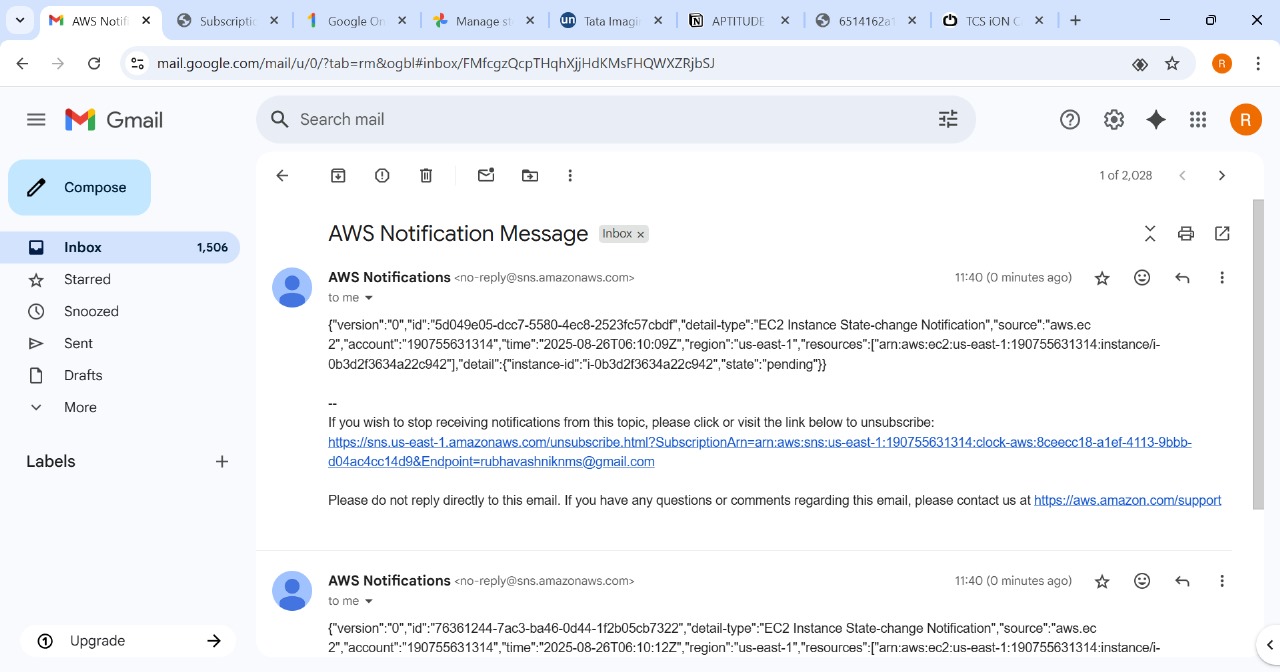 AWS Notifi
Subscriptio
Google On
Manage st
Tata Imagi
APTITUDE
6514162a1
TCS iON C
mail.google.com/mail/u/0/?tab=rm&ogbl#inbox/FMfcgzQcpTHqhXjjHdKMsFHQWXZRjbSJ
R
Gmail
Search mail
R
Compose
1 of 2,028
Inbox 1,506
Starred
Snoozed
Sent
Drafts
More
Labels
Upgrade
AWS Notification Message Inbox x
AWS Notifications <no-reply@sns.amazonaws.com> 11:40 (0 minutes ago)
to me
{"version":"0","id":"5d049e05-dcc7-5580-4ec8-2523fc57cbdf","detail-type":"EC2 Instance State-change Notification","source":"aws.ec
2","account":"190755631314","time":"2025-08-26T06:10:09Z","region":"us-east-1","resources":["arn:aws:ec2:us-east-1:190755631314:instance/i-
0b3d2f3634a22c942"],"detail":{"instance-id":"i-0b3d2f3634a22c942","state":"pending"}}
--
If you wish to stop receiving notifications from this topic, please click or visit the link below to unsubscribe:
https://sns.us-east-1.amazonaws.com/unsubscribe.html?SubscriptionArn=arn:aws:sns:us-east-1:190755631314:clock-aws:8ceecc18-a1ef-4113-9bbb-
d04ac4cc14d9&Endpoint=rubhavashniknms@gmail.com
Please do not reply directly to this email. If you have any questions or comments regarding this email, please contact us at https://aws.amazon.com/support
AWS Notifications <no-reply@sns.amazonaws.com> 11:40 (0 minutes ago)
to me
{"version":"0","id":"76361244-7ac3-ba46-0d44-1f2b05cb7322","detail-type":"EC2 Instance State-change Notification","source":"aws.ec
2","account":"190755631314","time":"2025-08-26T06:10:12Z","region":"us-east-1","resources":["arn:aws:ec2:us-east-1:190755631314:instance/i-